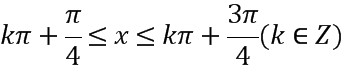 kπ + π/4 ≤ x ≤ kπ + 3π/4 (k ∈ Z)